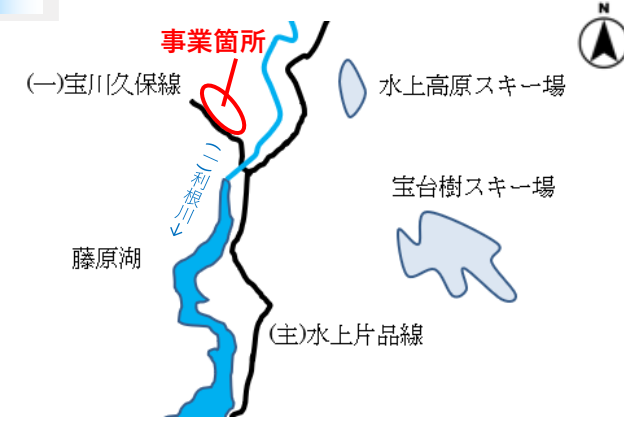 N
事業箇所
(一)宝川久保線
水上高原スキー場
(一)利根川
宝台樹スキー場
藤原湖
(主)水上片品線